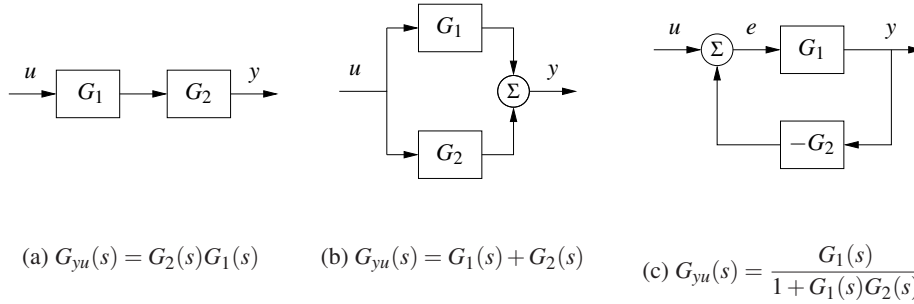 u G₁ G₂ y
u G₁ G₂ Σ y
u Σ e G₁ y −G₂
(a) Gyu(s) = G₂(s)G₁(s)
(b) Gyu(s) = G₁(s) + G₂(s)
(c) Gyu(s) = G₁(s) / 1 + G₁(s)G₂(s)